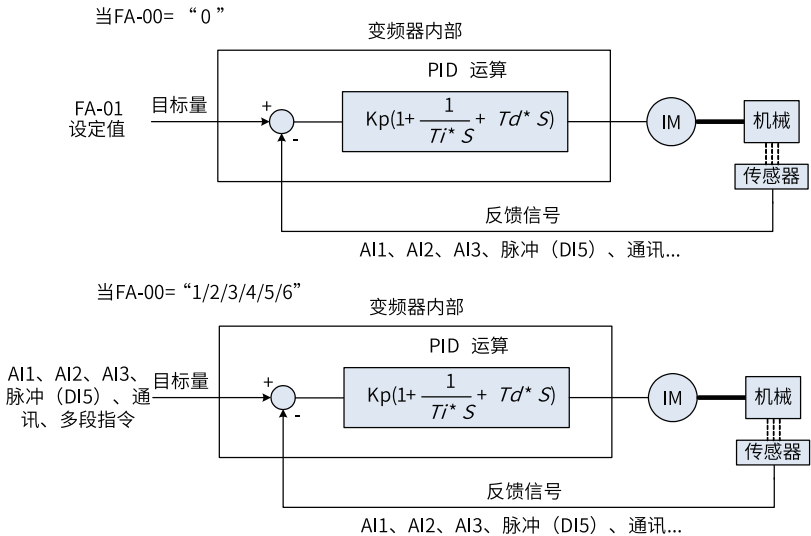 当FA-00= “0”
变频器内部
PID 运算
FA-01
设定值
目标量
+
-
Kp(1+ 1/Ti* S + Td* S)
IM
机械
传感器
反馈信号
AI1、AI2、AI3、脉冲（DI5）、通讯...
当FA-00= “1/2/3/4/5/6”
变频器内部
PID 运算
AI1、AI2、AI3、
脉冲（DI5）、通
讯、多段指令
目标量
+
-
Kp(1+ 1/Ti* S + Td* S)
IM
机械
传感器
反馈信号
AI1、AI2、AI3、脉冲（DI5）、通讯...